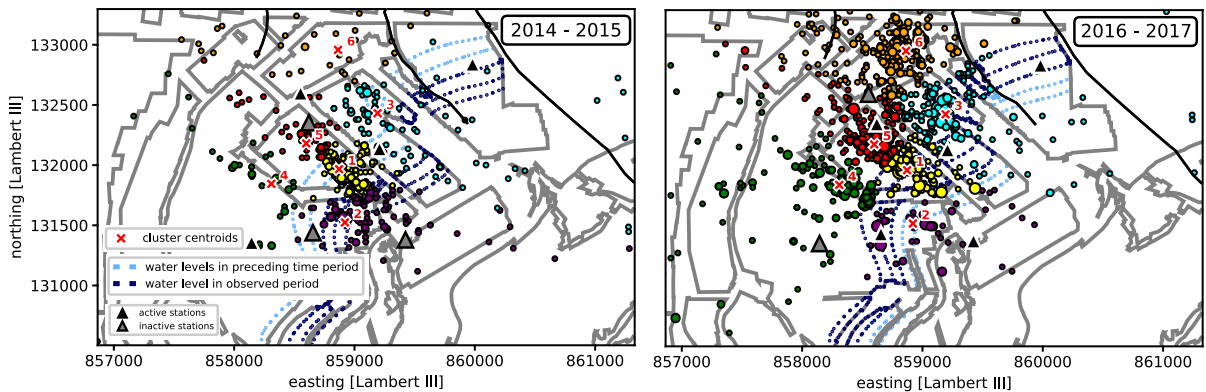 2014 - 2015
2016 - 2017
133000
132500
132000
131500
131000
northing [Lambert III]
6
3
5
1
4
2
6
3
5
1
4
2
cluster centroids
water levels in preceding time period
water level in observed period
active stations
inactive stations
857000 858000 859000 860000 861000
857000 858000 859000 860000 861000
easting [Lambert III]
easting [Lambert III]